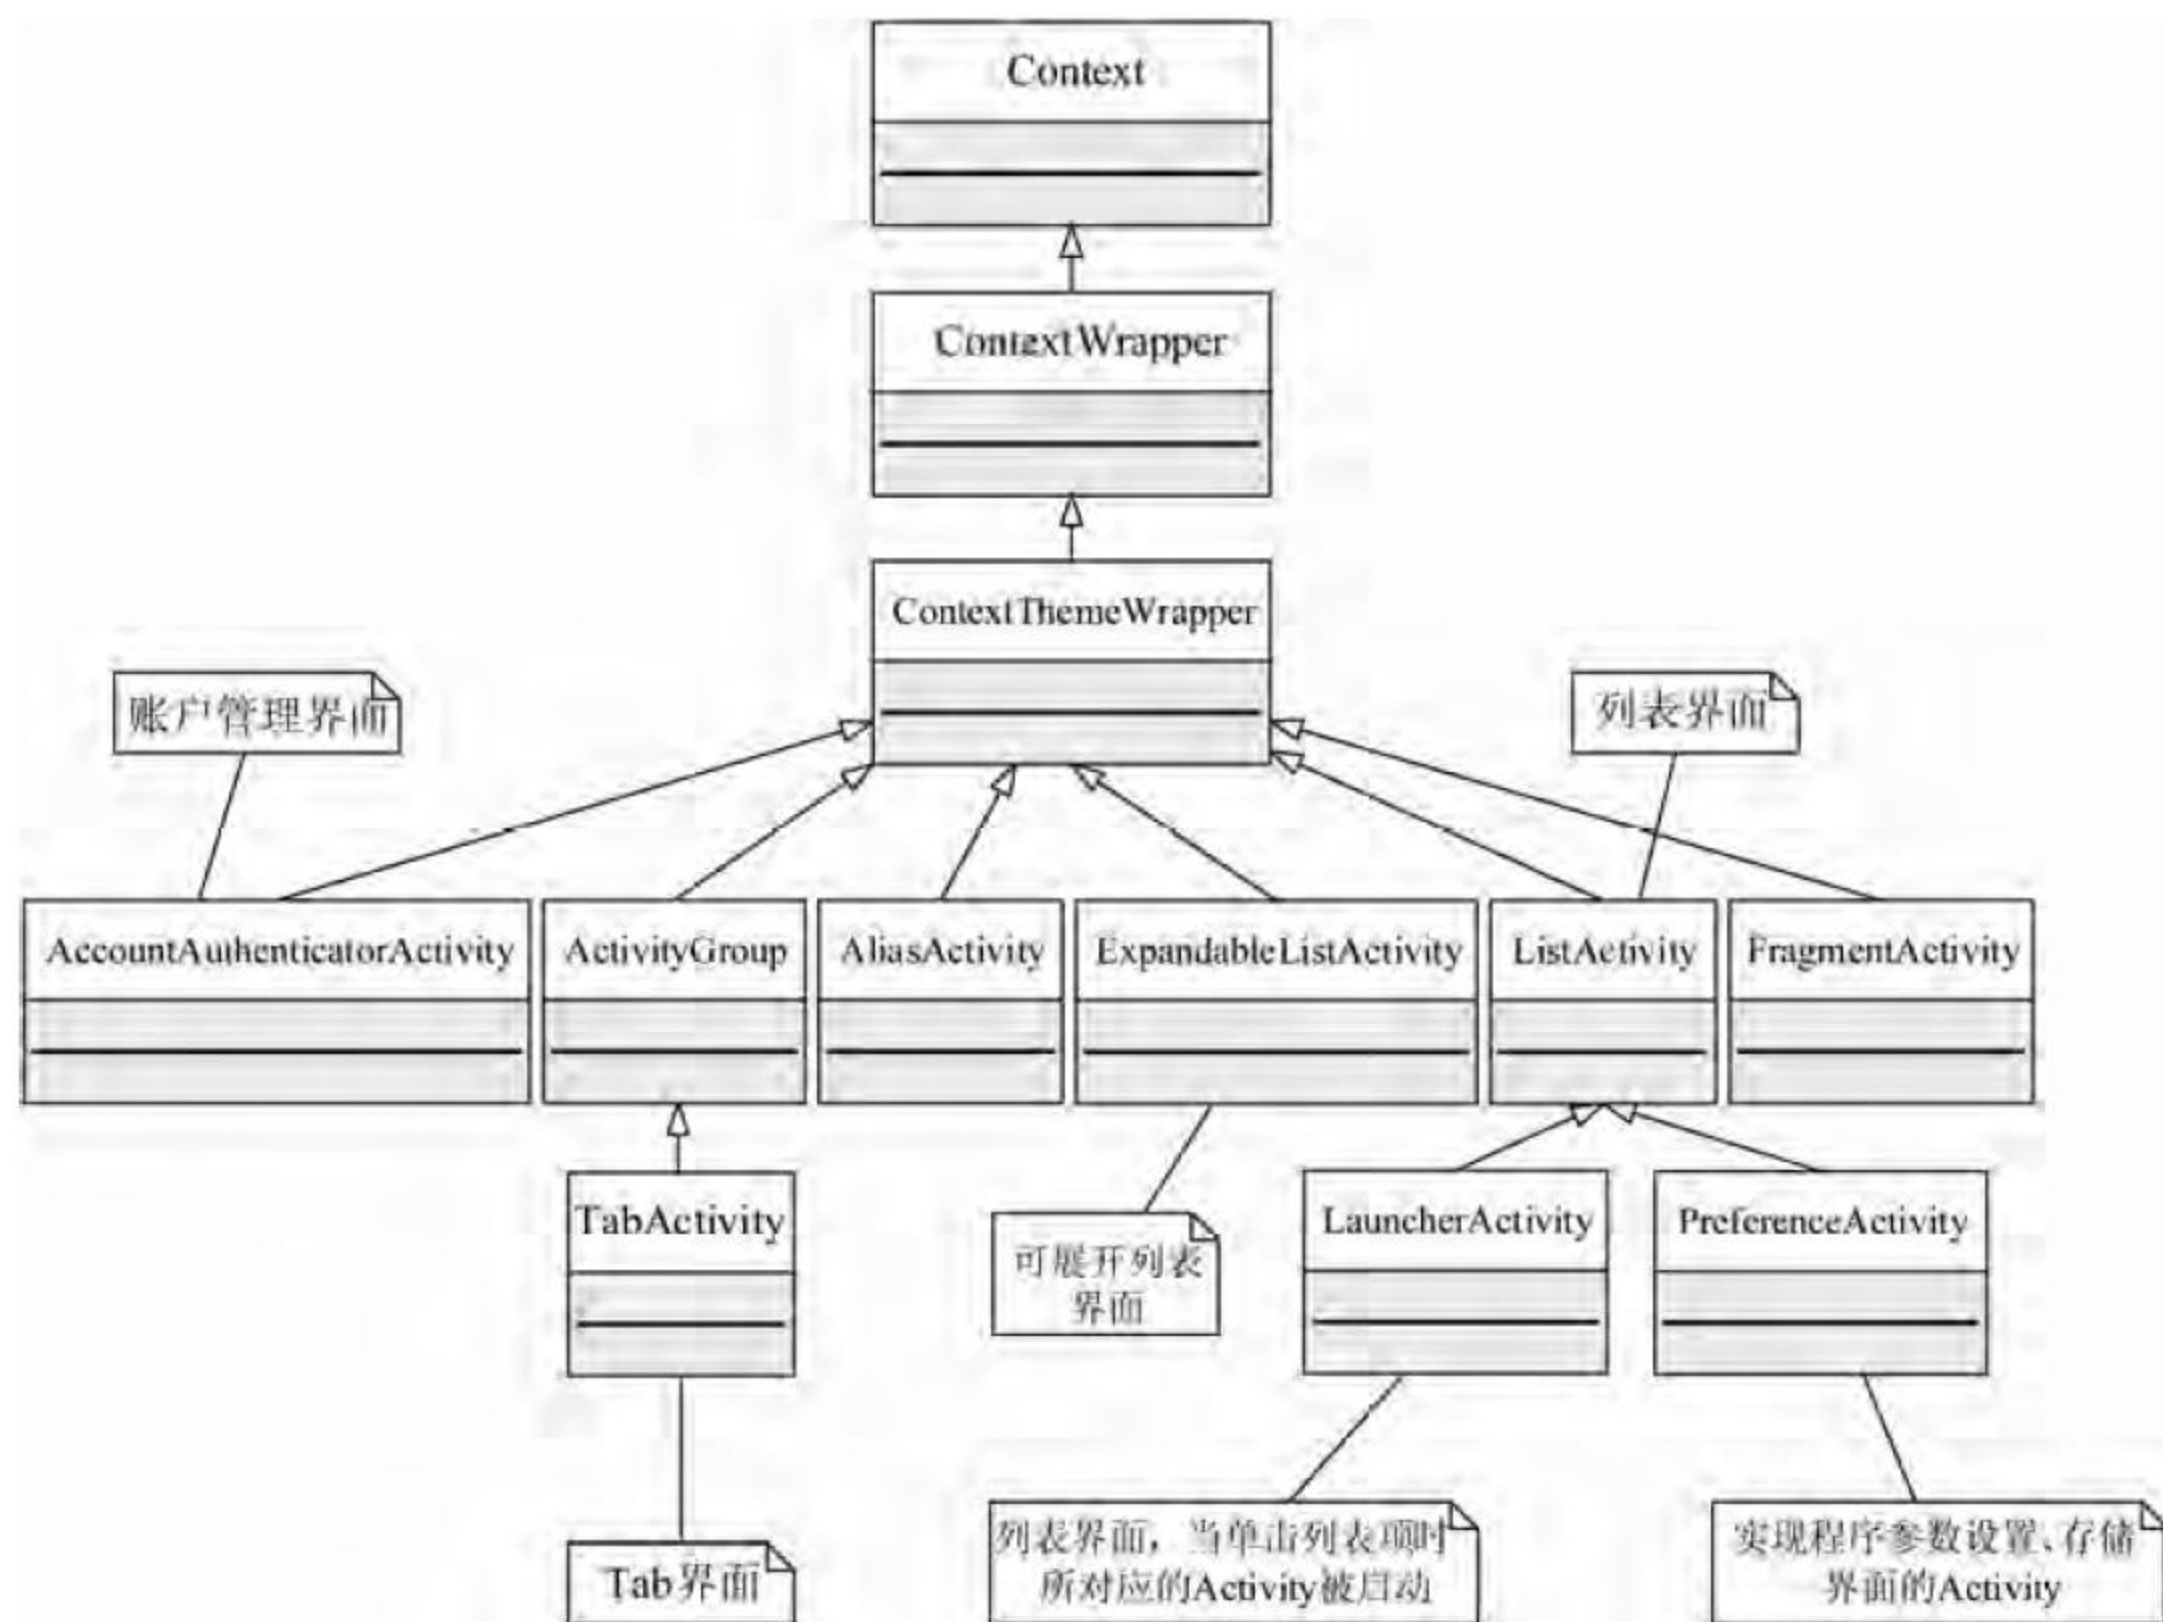 Context
ContextWrapper
ContextThemeWrapper
账户管理界面
列表界面
AccountAuthenticatorActivity
ActivityGroup
AliasActivity
ExpandableListActivity
ListActivity
FragmentActivity
TabActivity
可展开列表
界面
LauncherActivity
PreferenceActivity
Tab界面
列表界面，当单击列表项时
所对应的Activity被启动
实现程序参数设置、存储
界面的Activity